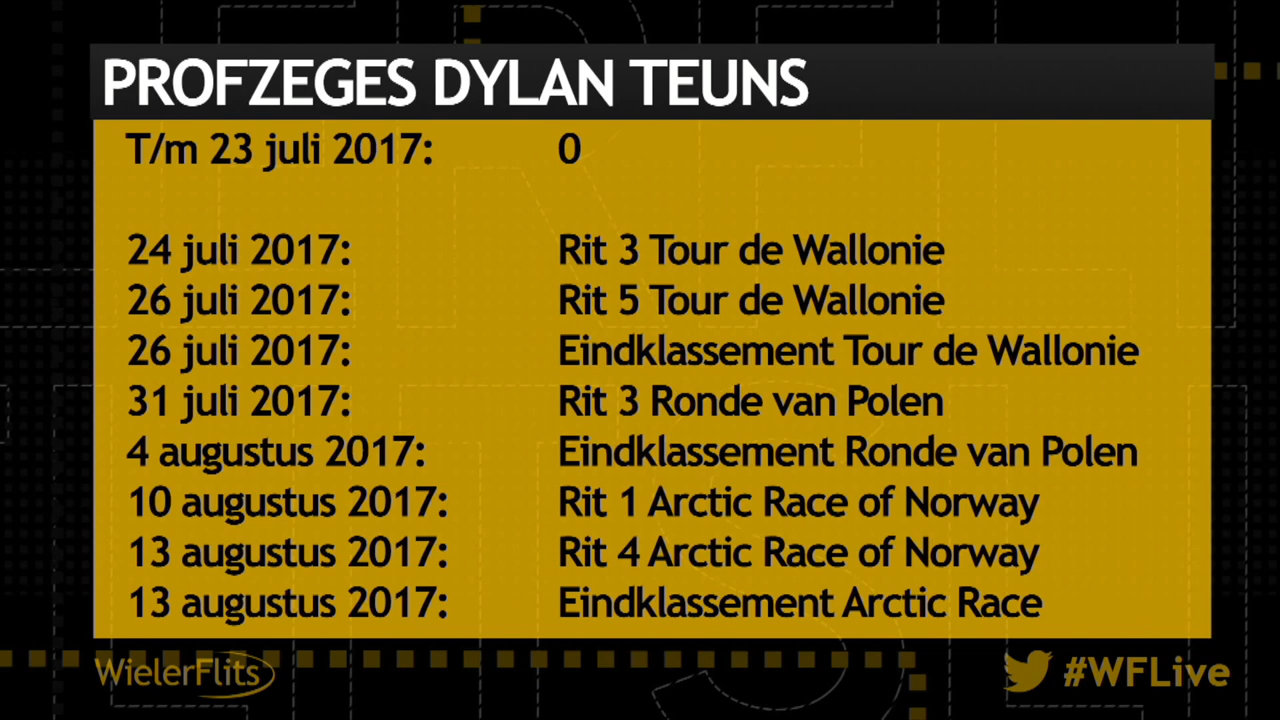 PROFZEGES DYLAN TEUNS
T/m 23 juli 2017: 0
24 juli 2017: Rit 3 Tour de Wallonie
26 juli 2017: Rit 5 Tour de Wallonie
26 juli 2017: Eindklassement Tour de Wallonie
31 juli 2017: Rit 3 Ronde van Polen
4 augustus 2017: Eindklassement Ronde van Polen
10 augustus 2017: Rit 1 Arctic Race of Norway
13 augustus 2017: Rit 4 Arctic Race of Norway
13 augustus 2017: Eindklassement Arctic Race
WielerFlits #WFLive